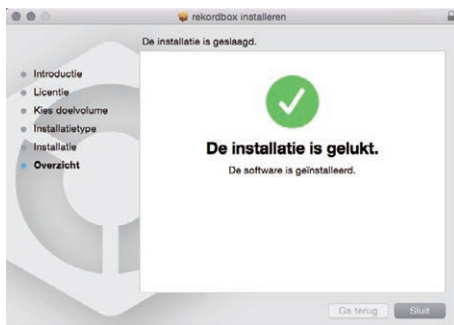 rekordbox installeren
De installatie is geslaagd.
Introductie
Licentie
Kies doelvolume
Installatietype
Installatie
Overzicht
De installatie is gelukt.
De software is geïnstalleerd.
Ga terug
Sluit